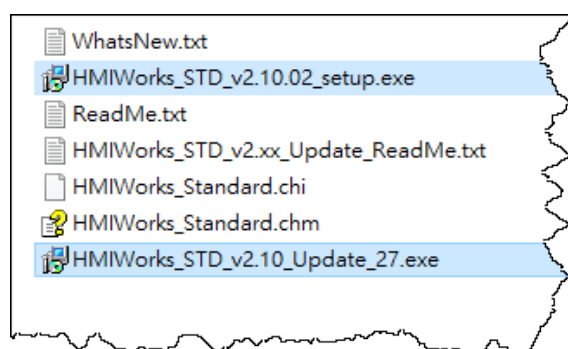 WhatsNew.txt
HMIWorks_STD_v2.10.02_setup.exe
ReadMe.txt
HMIWorks_STD_v2.xx_Update_ReadMe.txt
HMIWorks_Standard.chi
HMIWorks_Standard.chm
HMIWorks_STD_v2.10_Update_27.exe